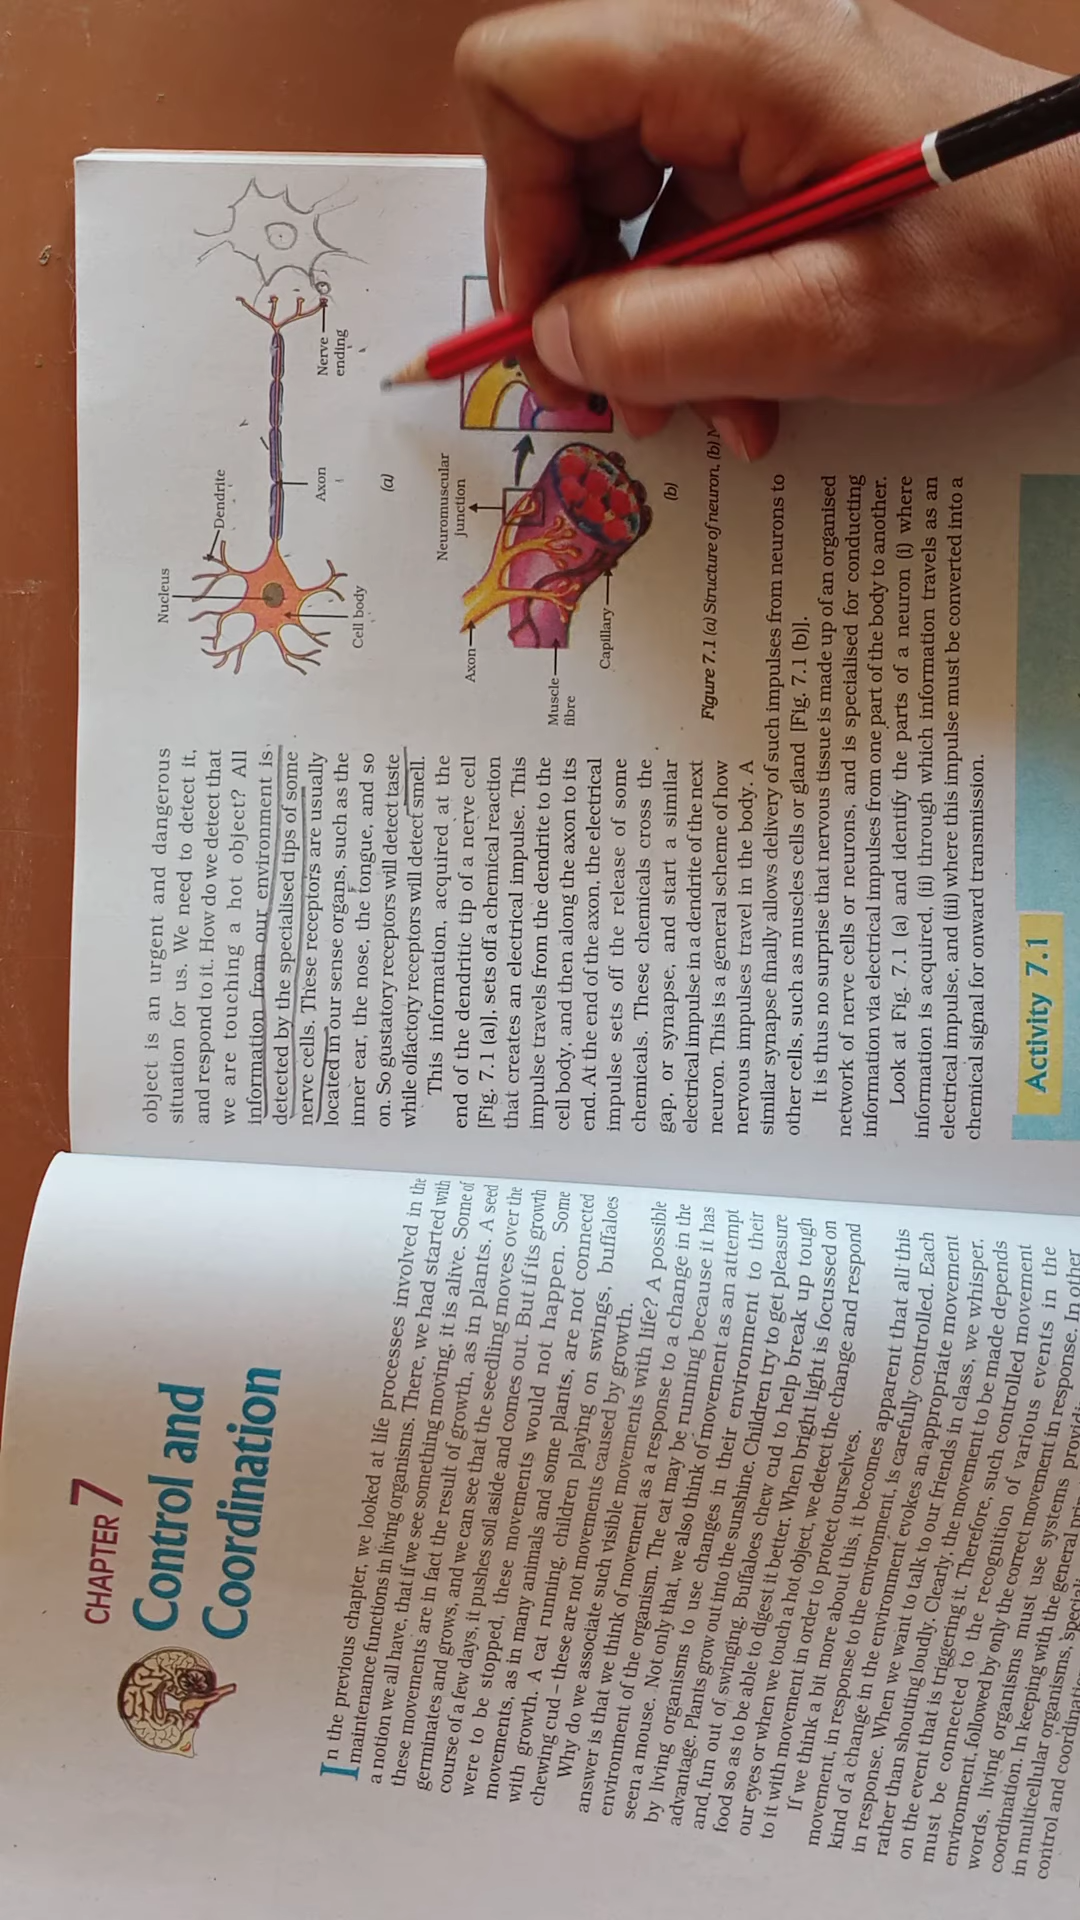 CHAPTER 7
Control and
Coordination
In the previous chapter, we looked at life processes involved in the
maintenance functions in living organisms. There, we had started with
a notion we all have, that if we see something moving, it is alive. Some of
these movements are in fact the result of growth, as in plants. A seed
germinates and grows, and we can see that the seedling moves over the
course of a few days, it pushes soil aside and comes out. But if its growth
were to be stopped, these movements would not happen. Some
movements, as in many animals and some plants, are not connected
with growth. A cat running, children playing on swings, buffaloes
chewing cud – these are not movements caused by growth.
Why do we associate such visible movements with life? A possible
answer is that we think of movement as a response to a change in the
environment of the organism. The cat may be running because it has
seen a mouse. Not only that, we also think of movement as an attempt
by living organisms to use changes in their environment to their
advantage. Plants grow out into the sunshine. Children try to get pleasure
and fun out of swinging. Buffaloes chew cud to help break up tough
food so as to be able to digest it better. When bright light is focussed on
our eyes or when we touch a hot object, we detect the change and respond
to it with movement in order to protect ourselves.
If we think a bit more about this, it becomes apparent that all this
movement, in response to the environment, is carefully controlled. Each
kind of a change in the environment evokes an appropriate movement
in response. When we want to talk to our friends in class, we whisper,
rather than shouting loudly. Clearly, the movement to be made depends
on the event that is triggering it. Therefore, such controlled movement
must be connected to the recognition of various events in the
environment, followed by only the correct movement in response. In other
words, living organisms must use systems providing
coordination. In keeping with the general
in multicellular organisms,
control and coordination
object is an urgent and dangerous
situation for us. We need to detect it,
and respond to it. How do we detect that
we are touching a hot object? All
information from our environment is
detected by the specialised tips of some
nerve cells. These receptors are usually
located in our sense organs, such as the
inner ear, the nose, the tongue, and so
on. So gustatory receptors will detect taste
while olfactory receptors will detect smell.
This information, acquired at the
end of the dendritic tip of a nerve cell
[Fig. 7.1 (a)], sets off a chemical reaction
that creates an electrical impulse. This
impulse travels from the dendrite to the
cell body, and then along the axon to its
end. At the end of the axon, the electrical
impulse sets off the release of some
chemicals. These chemicals cross the
gap, or synapse, and start a similar
electrical impulse in a dendrite of the next
neuron. This is a general scheme of how
nervous impulses travel in the body. A
similar synapse finally allows delivery of such impulses from neurons to
other cells, such as muscles cells or gland [Fig. 7.1 (b)].
It is thus no surprise that nervous tissue is made up of an organised
network of nerve cells or neurons, and is specialised for conducting
information via electrical impulses from one part of the body to another.
Look at Fig. 7.1 (a) and identify the parts of a neuron (i) where
information is acquired, (ii) through which information travels as an
electrical impulse, and (iii) where this impulse must be converted into a
chemical signal for onward transmission.
Nucleus
Dendrite
Nerve
ending
Axon
Cell body
(a)
Neuromuscular
junction
Axon
Muscle
fibre
Capillary
(b)
Figure 7.1 (a) Structure of neuron, (b)
Activity 7.1